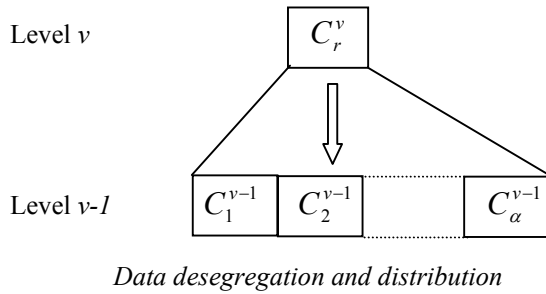 Level v C_r^v
Level v-1 C_1^{v-1} C_2^{v-1} C_α^{v-1}
Data desegregation and distribution